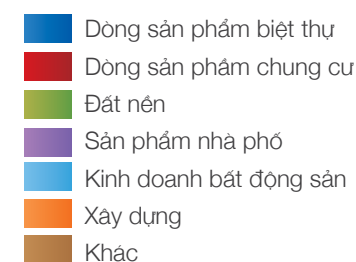 Dòng sản phẩm biệt thự
Dòng sản phầm chung cư
Đất nền
Sản phẩm nhà phố
Kinh doanh bất động sản
Xây dựng
Khác